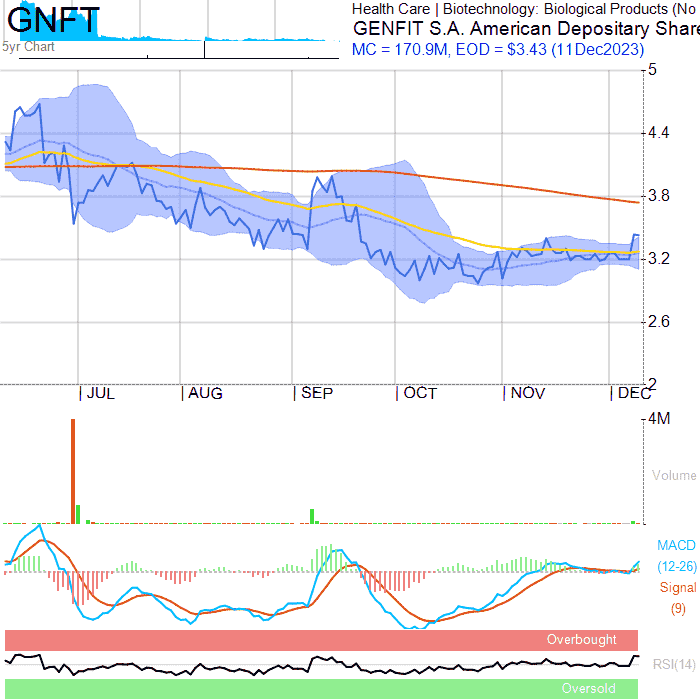 GNFT
5yr Chart
Health Care | Biotechnology: Biological Products (No
GENFIT S.A. American Depositary Share
MC = 170.9M, EOD = $3.43 (11Dec2023)
5
4.4
3.8
3.2
2.6
2
JUL AUG SEP OCT NOV DEC
4M
Volume
MACD
(12-26)
Signal
(9)
Overbought
RSI(14)
Oversold